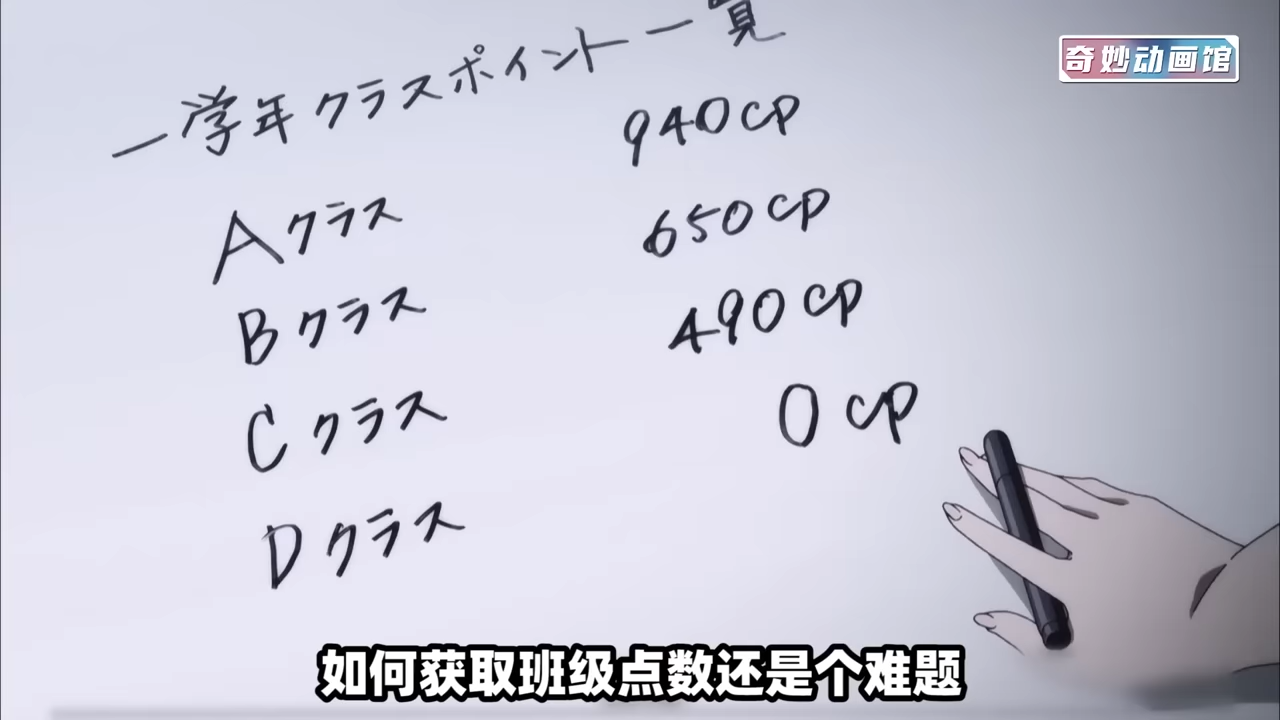 奇妙动画馆
一学年クラスポイント一覧
Aクラス 940cp
Bクラス 650cp
Cクラス 490cp
Dクラス 0cp
如何获取班级点数还是个难题